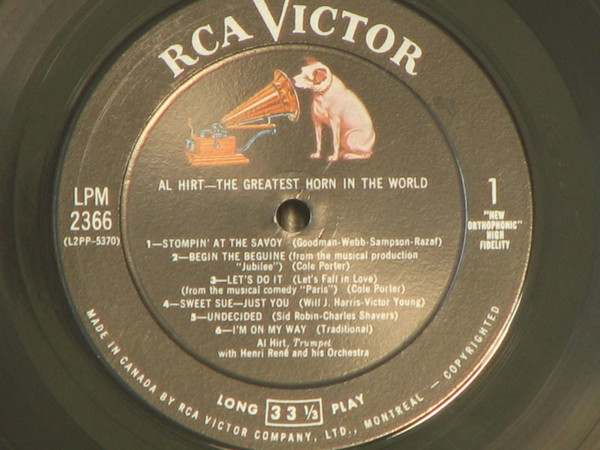 RCA VICTOR
AL HIRT—THE GREATEST HORN IN THE WORLD
LPM
2366
(L2PP-5370)
1
"NEW
ORTHOPHONIC"
HIGH
FIDELITY
1—STOMPIN' AT THE SAVOY (Goodman-Webb-Sampson-Razaf)
2—BEGIN THE BEGUINE (from the musical production
"Jubilee") (Cole Porter)
3—LET'S DO IT (Let's Fall in Love)
(from the musical comedy "Paris") (Cole Porter)
4—SWEET SUE—JUST YOU (Will J. Harris-Victor Young)
5—UNDECIDED (Sid Robin-Charles Shavers)
6—I'M ON MY WAY (Traditional)
Al Hirt, Trumpet
with Henri René and his Orchestra
LONG 33 1/3 PLAY
MADE IN CANADA BY RCA VICTOR COMPANY, LTD., MONTREAL — COPYRIGHTED